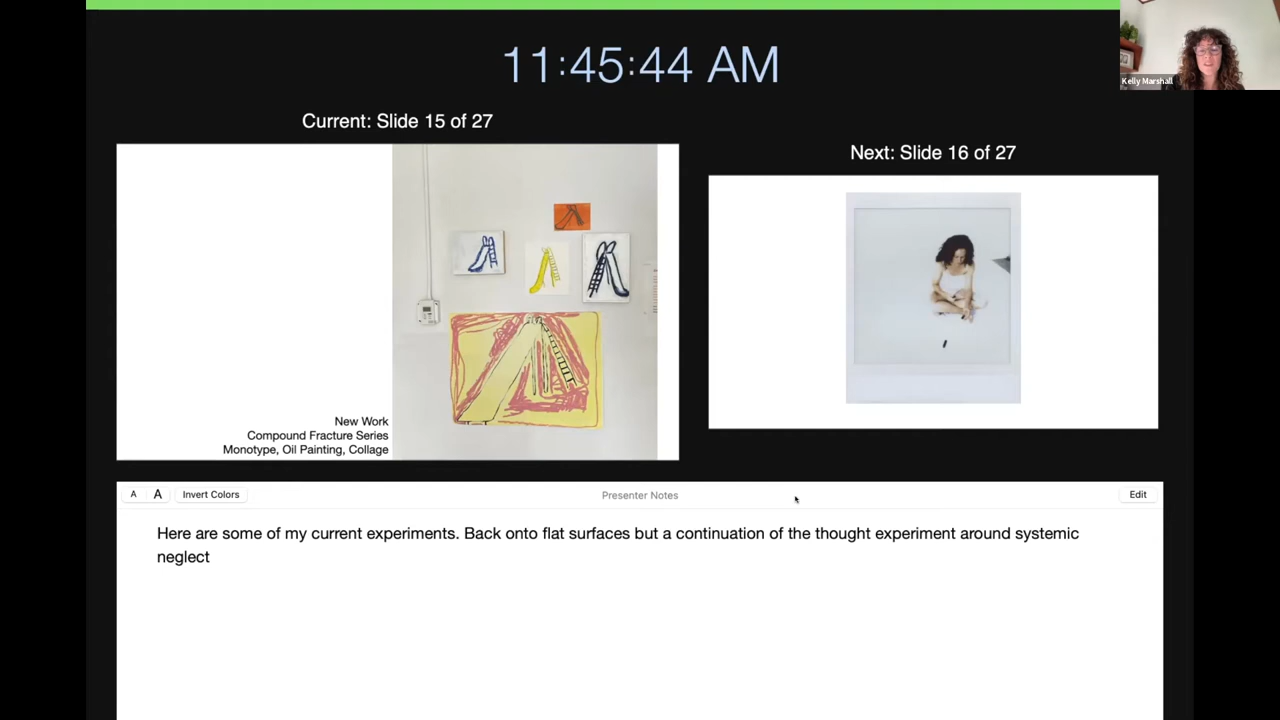 11:45:44 AM
Kelly Marshall
Current: Slide 15 of 27
Next: Slide 16 of 27
New Work
Compound Fracture Series
Monotype, Oil Painting, Collage
A A Invert Colors Presenter Notes Edit
Here are some of my current experiments. Back onto flat surfaces but a continuation of the thought experiment around systemic
neglect